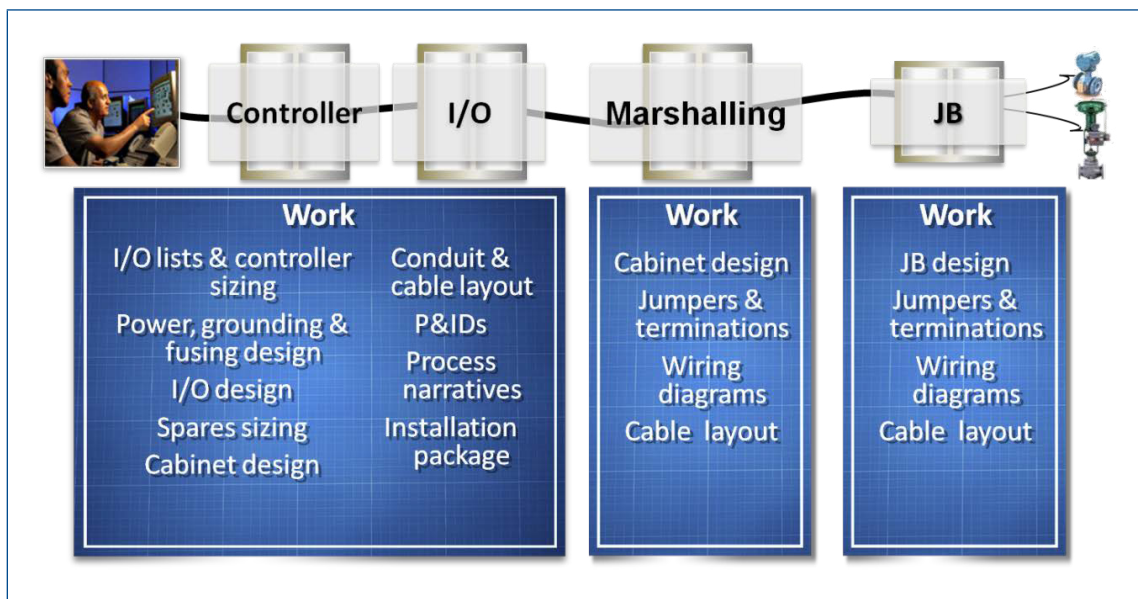 Controller
I/O
Marshalling
JB
Work
I/O lists & controller
sizing
Power, grounding &
fusing design
I/O design
Spares sizing
Cabinet design
Conduit &
cable layout
P&IDs
Process
narratives
Installation
package
Work
Cabinet design
Jumpers &
terminations
Wiring
diagrams
Cable layout
Work
JB design
Jumpers &
terminations
Wiring
diagrams
Cable layout